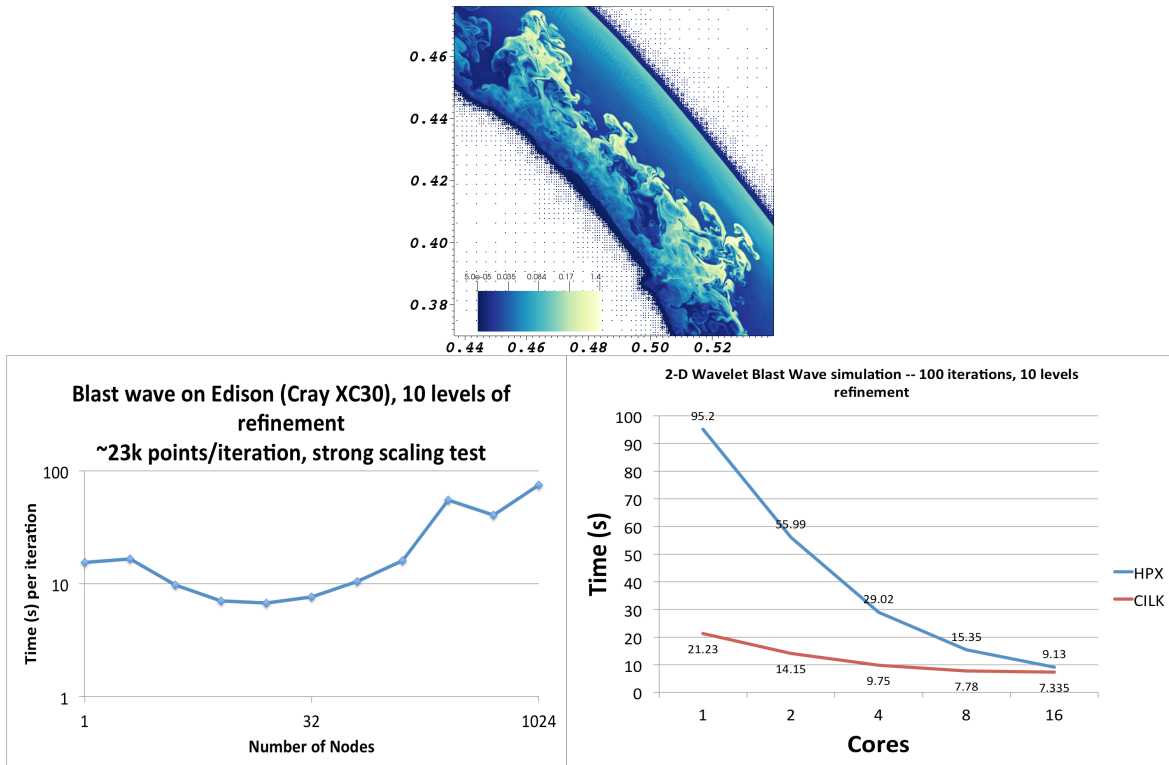 0.46
0.44
0.42
0.40
0.38
5.0e-05 0.035 0.084 0.17 1.4
0.44 0.46 0.48 0.50 0.52
Blast wave on Edison (Cray XC30), 10 levels of
refinement
~23k points/iteration, strong scaling test
Time (s) per iteration
100
10
1
1 32 1024
Number of Nodes
2-D Wavelet Blast Wave simulation -- 100 iterations, 10 levels
refinement
Time (s)
100
90
80
70
60
50
40
30
20
10
0
95.2
55.99
29.02
15.35
9.13
21.23
14.15
9.75
7.78
7.335
1 2 4 8 16
Cores
HPX
CILK